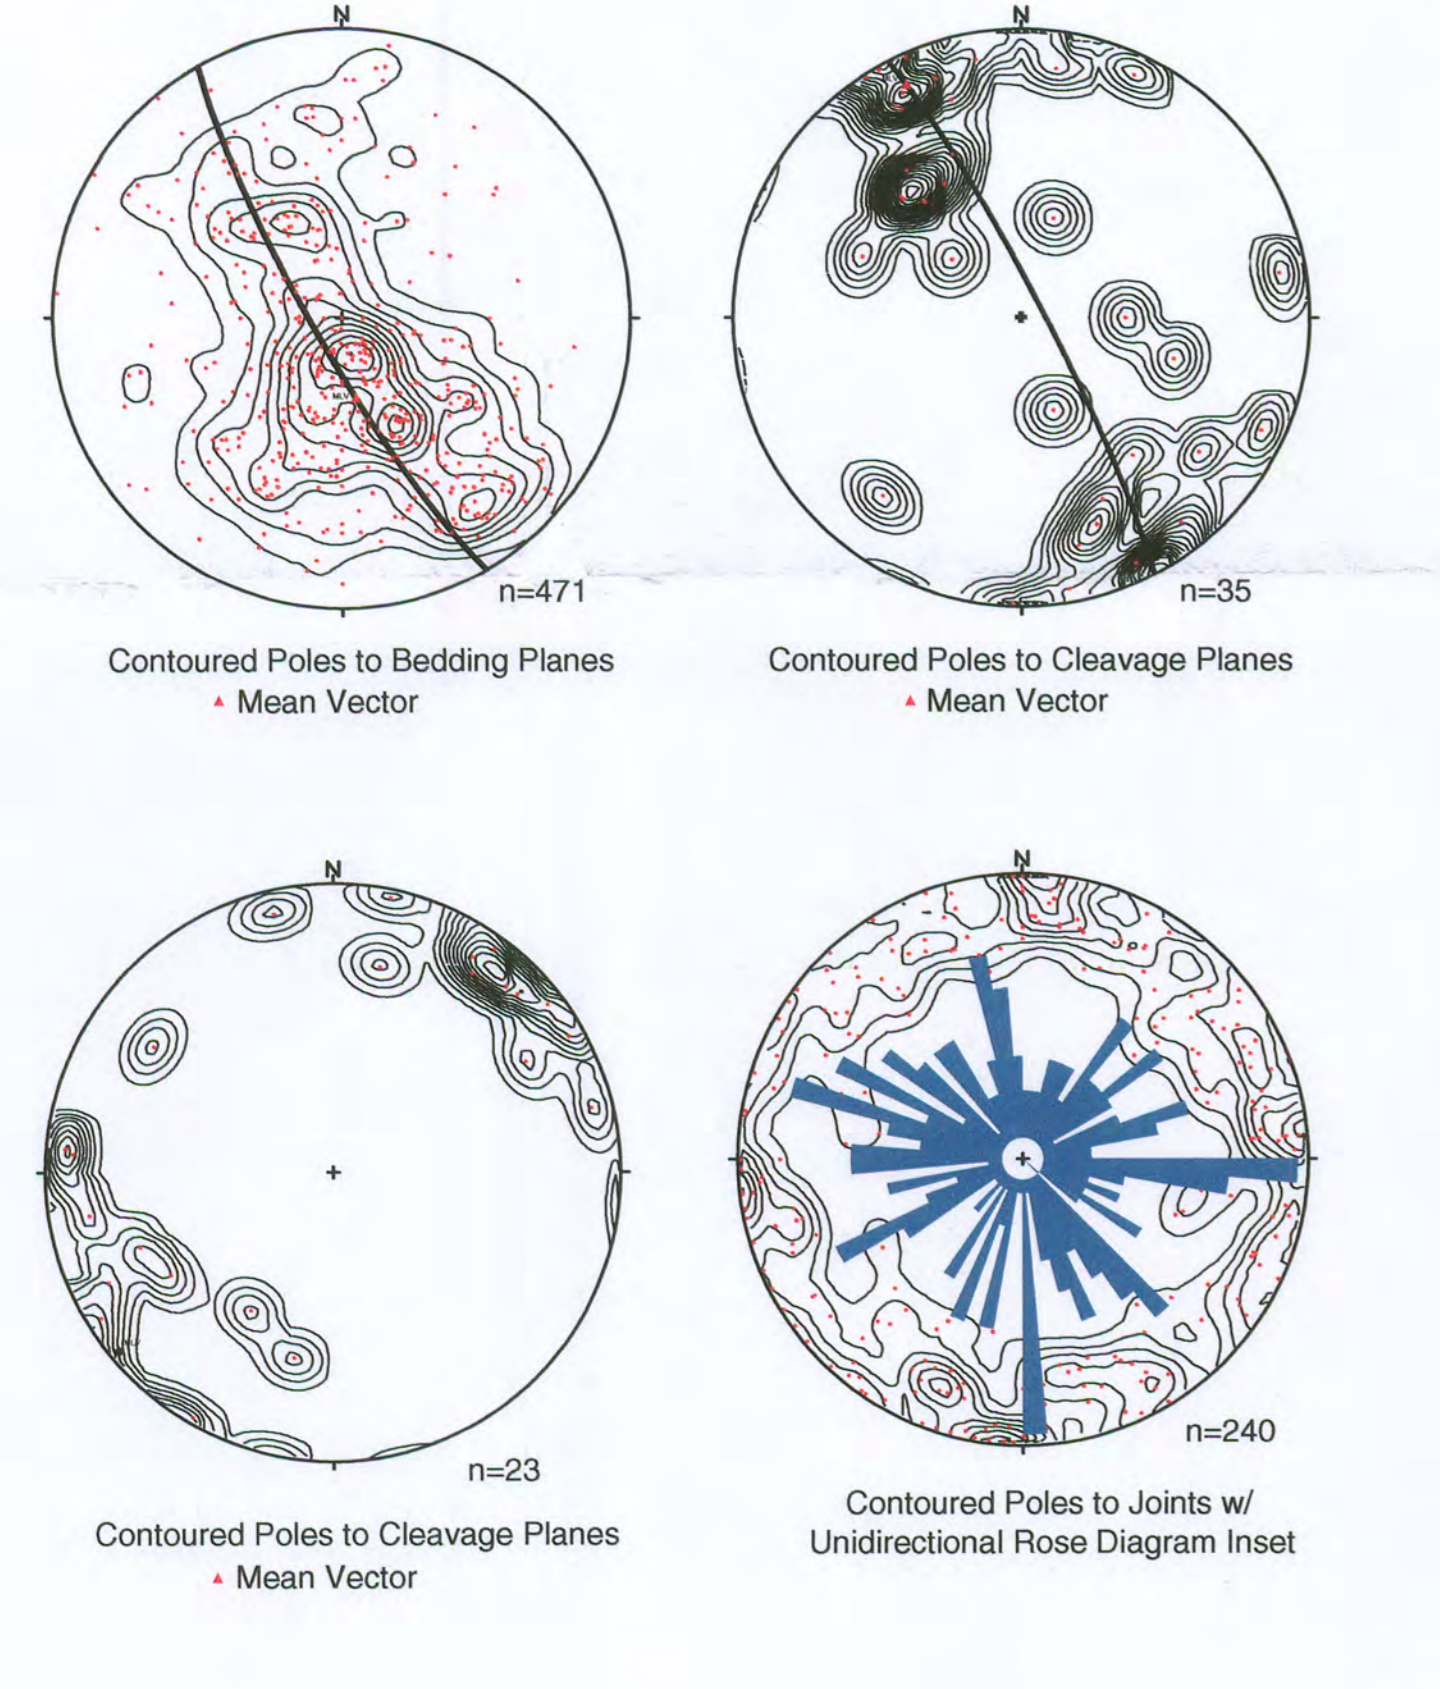 N
N
MLV
n=471
n=35
Contoured Poles to Bedding Planes
Contoured Poles to Cleavage Planes
Mean Vector
Mean Vector
N
N
n=23
n=240
Contoured Poles to Cleavage Planes
Mean Vector
Contoured Poles to Joints w/
Unidirectional Rose Diagram Inset